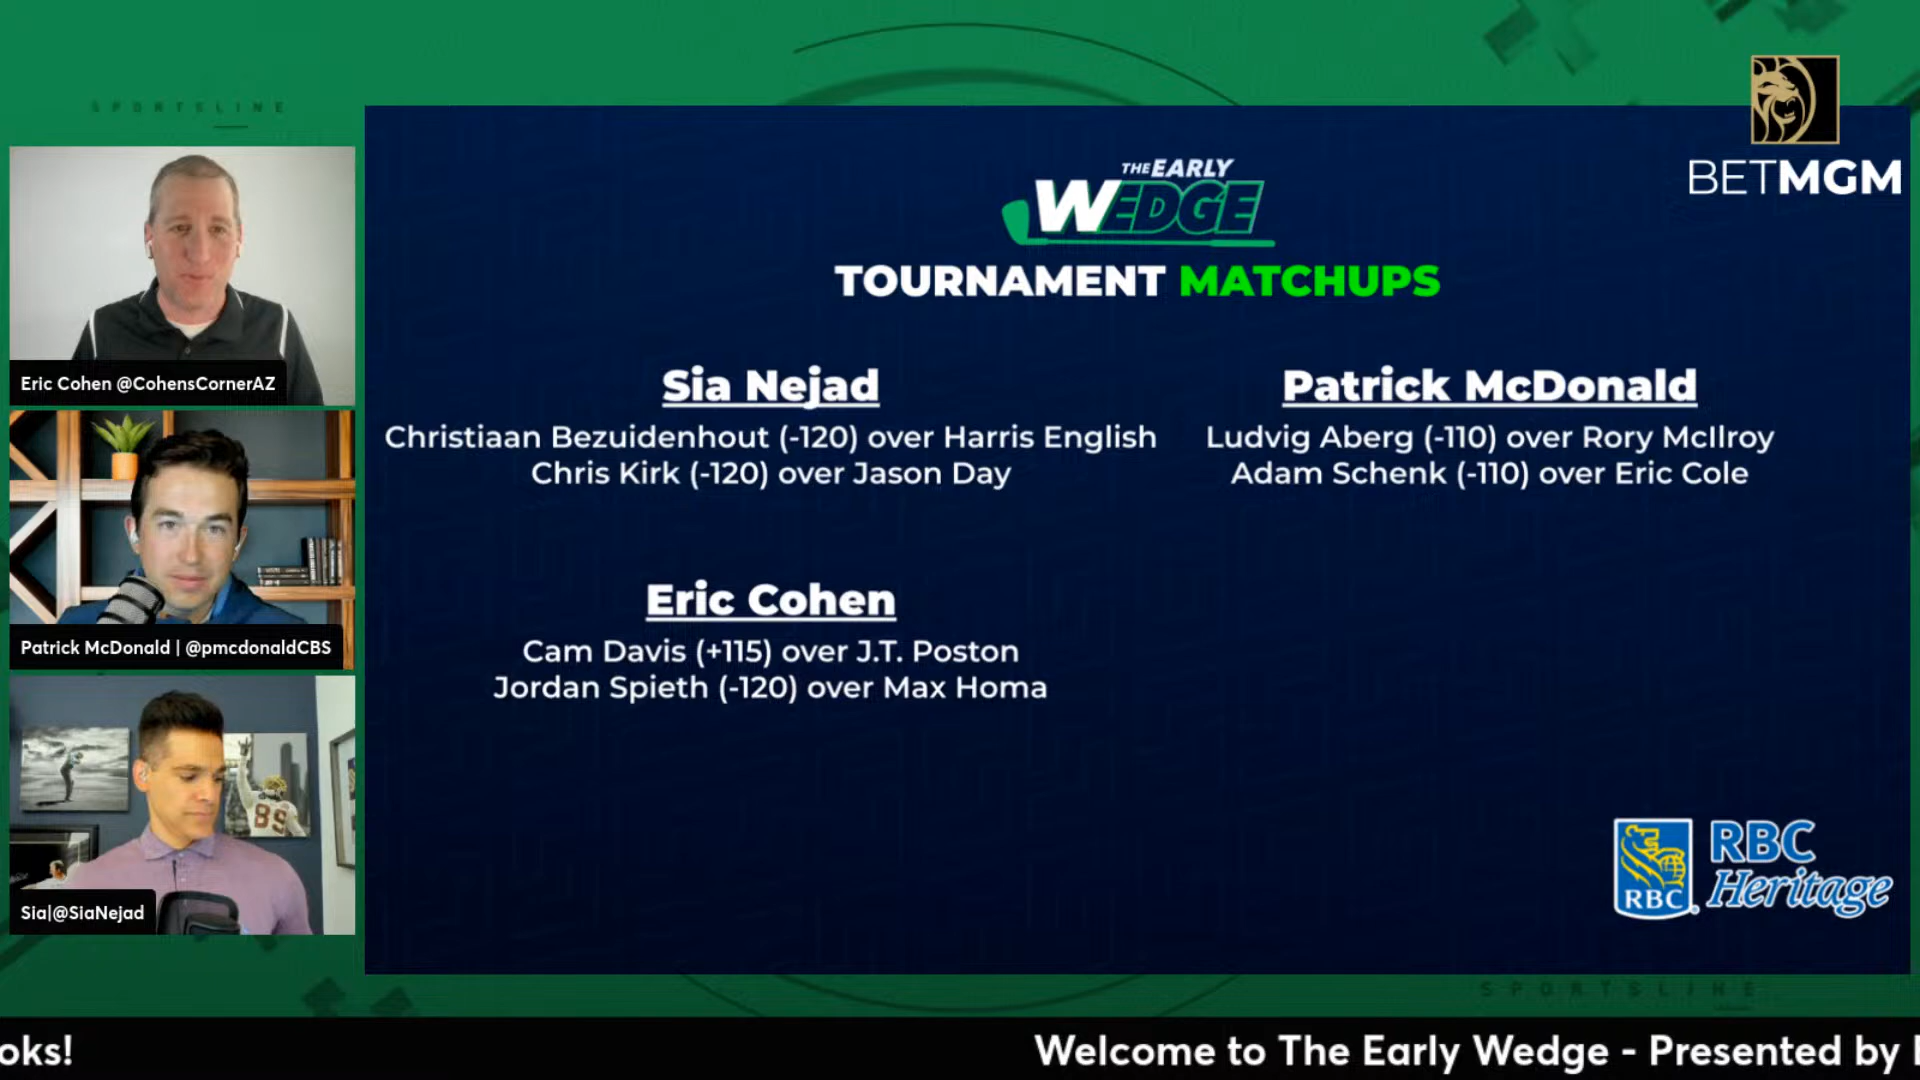 SPORTSLINE
BETMGM
THE EARLY
WEDGE
TOURNAMENT MATCHUPS
Sia Nejad
Christiaan Bezuidenhout (-120) over Harris English
Chris Kirk (-120) over Jason Day
Patrick McDonald
Ludvig Aberg (-110) over Rory McIlroy
Adam Schenk (-110) over Eric Cole
Eric Cohen
Cam Davis (+115) over J.T. Poston
Jordan Spieth (-120) over Max Homa
Eric Cohen @CohensCornerAZ
Patrick McDonald | @pmcdonaldCBS
89
Sia|@SiaNejad
RBC
RBC
Heritage
SPORTSLINE
oks!
Welcome to The Early Wedge - Presented by